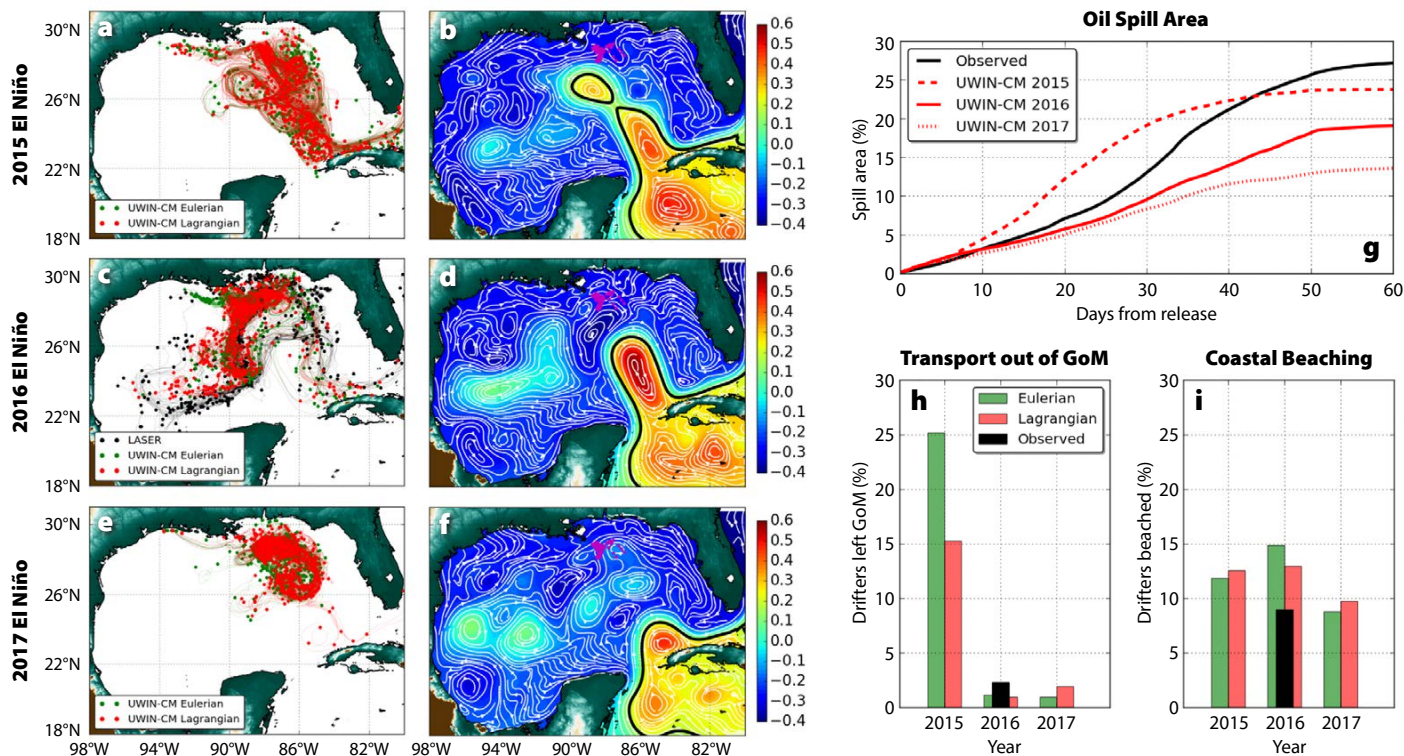 2015 El Niño
a
30°N
26°N
22°N
18°N
UWIN-CM Eulerian
UWIN-CM Lagrangian
b
0.6
0.5
0.4
0.3
0.2
0.1
0.0
−0.1
−0.2
−0.3
−0.4
2016 El Niño
c
30°N
26°N
22°N
18°N
LASER
UWIN-CM Eulerian
UWIN-CM Lagrangian
d
0.6
0.5
0.4
0.3
0.2
0.1
0.0
−0.1
−0.2
−0.3
−0.4
2017 El Niño
e
30°N
26°N
22°N
18°N
UWIN-CM Eulerian
UWIN-CM Lagrangian
98°W 94°W 90°W 86°W 82°W
f
0.6
0.5
0.4
0.3
0.2
0.1
0.0
−0.1
−0.2
−0.3
−0.4
98°W 94°W 90°W 86°W 82°W
Oil Spill Area
Spill area (%)
30
25
20
15
10
5
0
Observed
UWIN-CM 2015
UWIN-CM 2016
UWIN-CM 2017
g
0 10 20 30 40 50 60
Days from release
Transport out of GoM
h
Drifters left GoM (%)
30
25
20
15
10
5
0
Eulerian
Lagrangian
Observed
2015 2016 2017
Year
Coastal Beaching
i
Drifters beached (%)
30
25
20
15
10
5
0
2015 2016 2017
Year